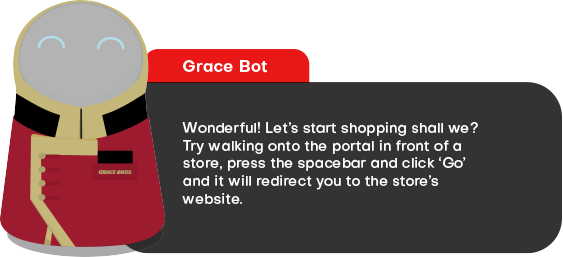 Grace Bot
Wonderful! Let's start shopping shall we?
Try walking onto the portal in front of a
store, press the spacebar and click ‘Go’
and it will redirect you to the store's
website.
GRACE BROS